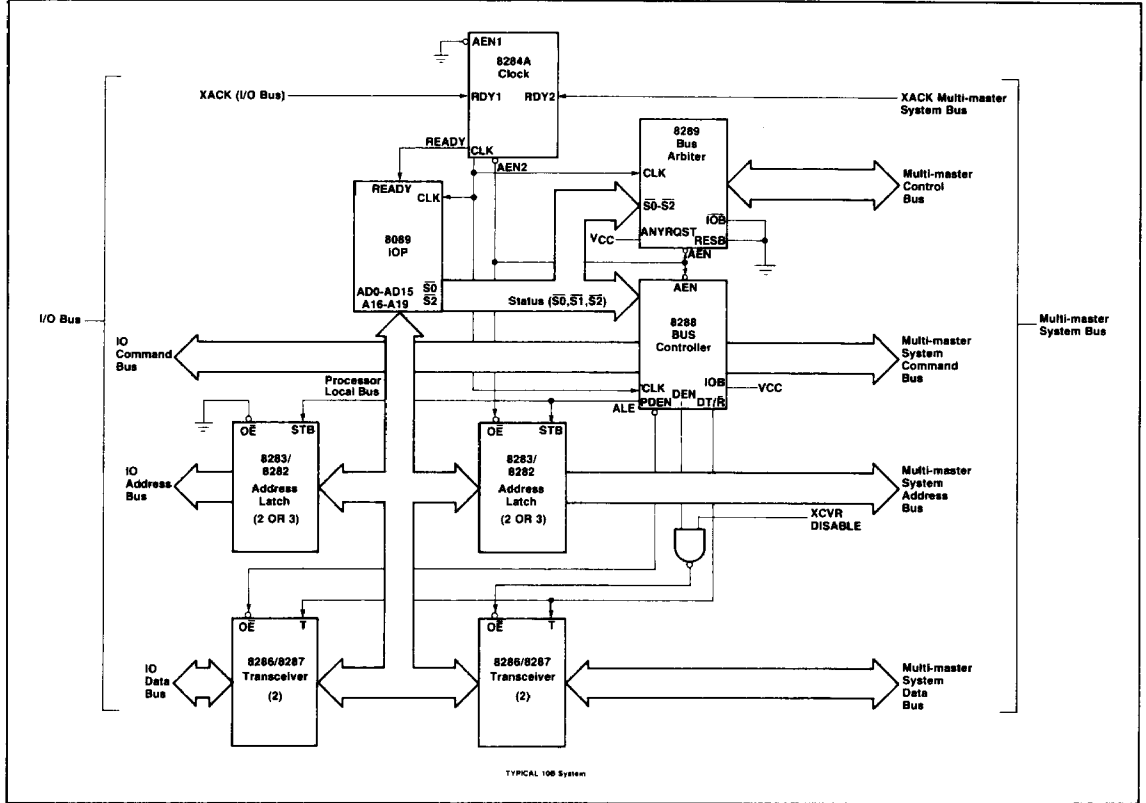 AEN1
8284A
Clock
XACK (I/O Bus)
RDY1
RDY2
XACK Multi-master
System Bus
READY
CLK
AEN2
8289
Bus
Arbiter
CLK
S0-S2
Multi-master
Control
Bus
IOB
ANYRQST
VCC
RESB
AEN
READY
CLK
8089
IOP
AD0-AD15
A16-A19
S0
S2
Status (S0,S1,S2)
AEN
8288
BUS
Controller
I/O Bus
Multi-master
System Bus
IO
Command
Bus
Multi-master
System
Command
Bus
Processor
Local Bus
CLK
DEN
IOB
VCC
ALE
PDEN
DT/R
OE
STB
8283/
8282
Address
Latch
(2 OR 3)
OE
STB
8283/
8282
Address
Latch
(2 OR 3)
IO
Address
Bus
Multi-master
System
Address
Bus
XCVR
DISABLE
OE
T
8286/8287
Transceiver
(2)
OE
T
8286/8287
Transceiver
(2)
IO
Data
Bus
Multi-master
System
Data
Bus
TYPICAL IOB System